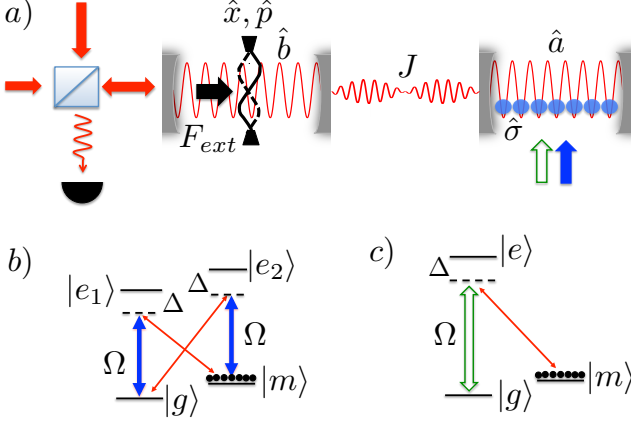 a)
x̂, p̂
b̂
J
â
F_ext
σ̂
b)
|e₂⟩
|e₁⟩ Δ Δ
Ω Ω
|g⟩ |m⟩
c)
|e⟩
Δ
Ω
|g⟩ |m⟩